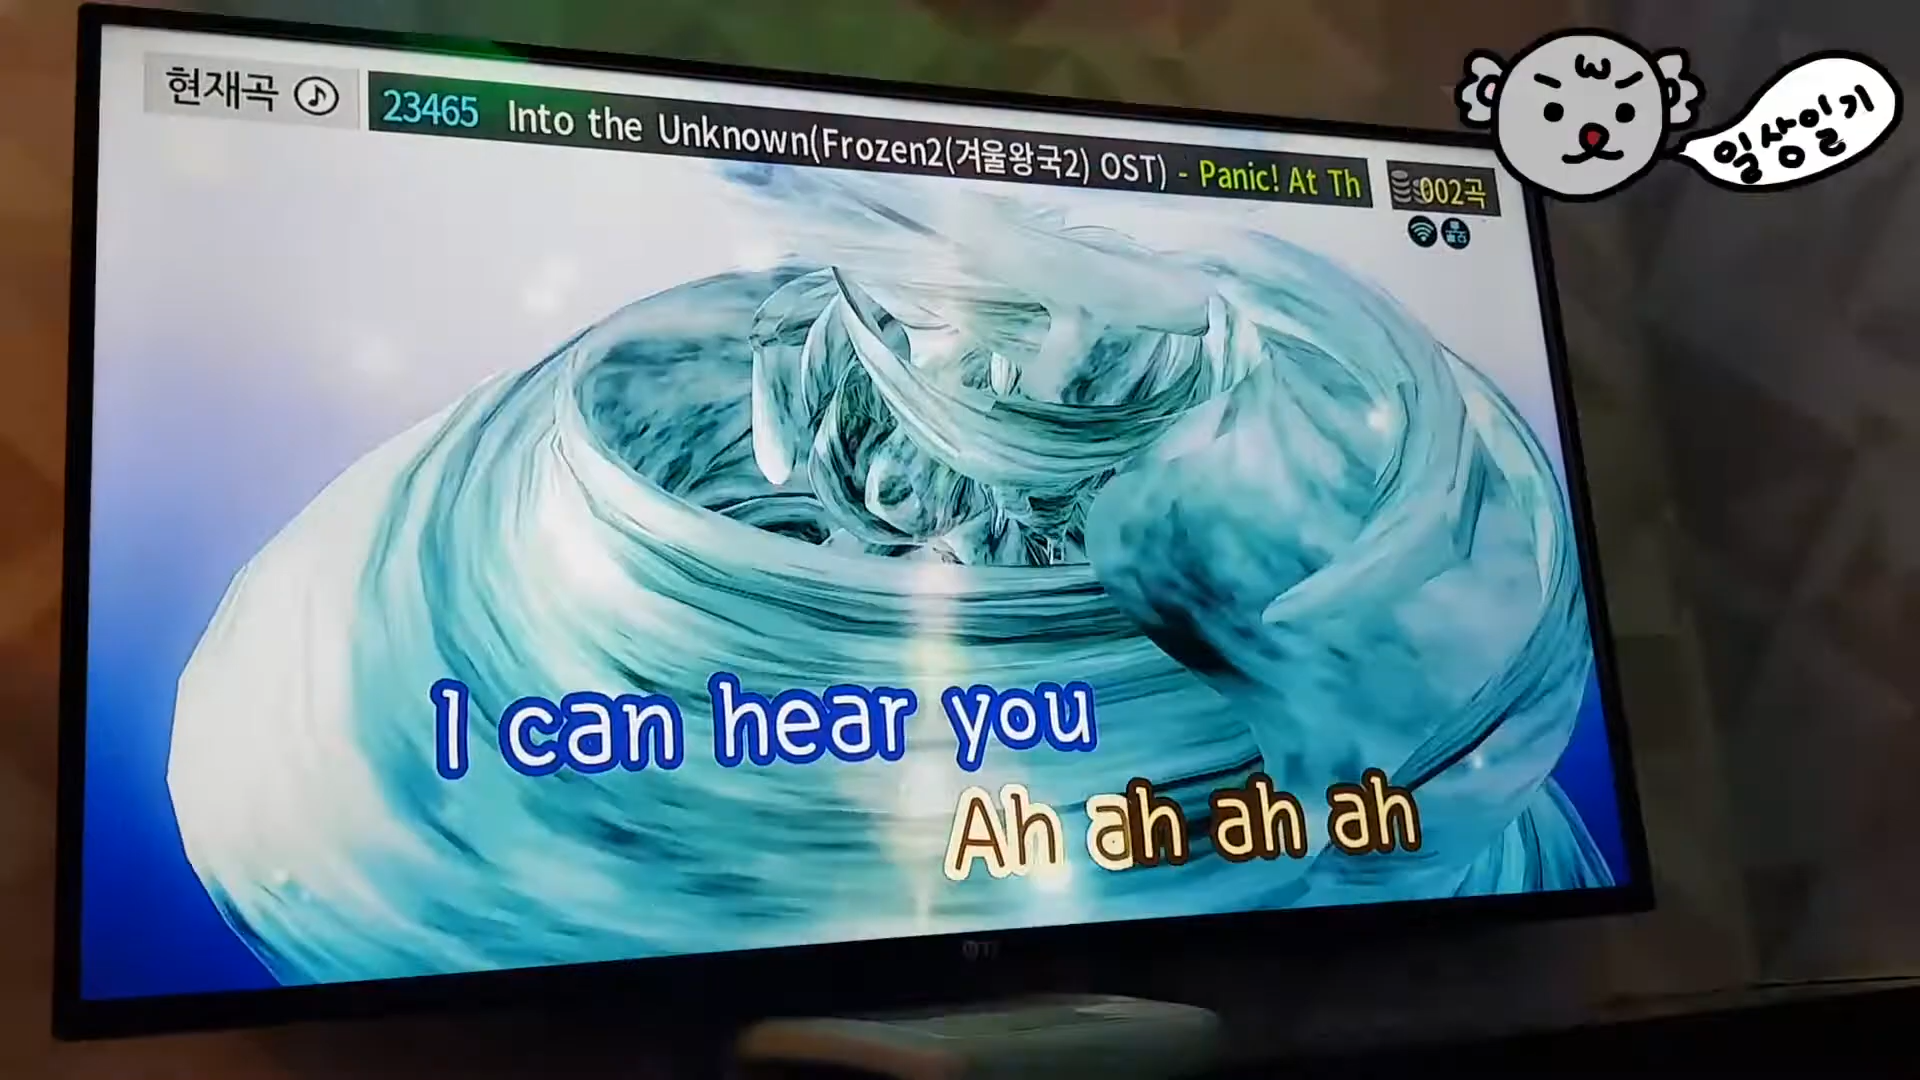 현재곡
23465 Into the Unknown(Frozen2(겨울왕국2) OST) - Panic! At Th
002곡
일상일기
I can hear you
Ah ah ah ah